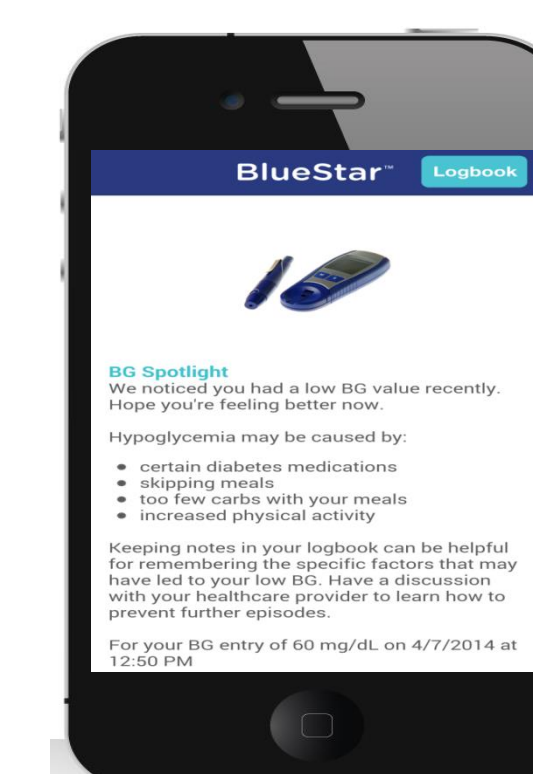 BlueStar™
Logbook
BG Spotlight
We noticed you had a low BG value recently.
Hope you're feeling better now.
Hypoglycemia may be caused by:
• certain diabetes medications
• skipping meals
• too few carbs with your meals
• increased physical activity
Keeping notes in your logbook can be helpful
for remembering the specific factors that may
have led to your low BG. Have a discussion
with your healthcare provider to learn how to
prevent further episodes.
For your BG entry of 60 mg/dL on 4/7/2014 at
12:50 PM